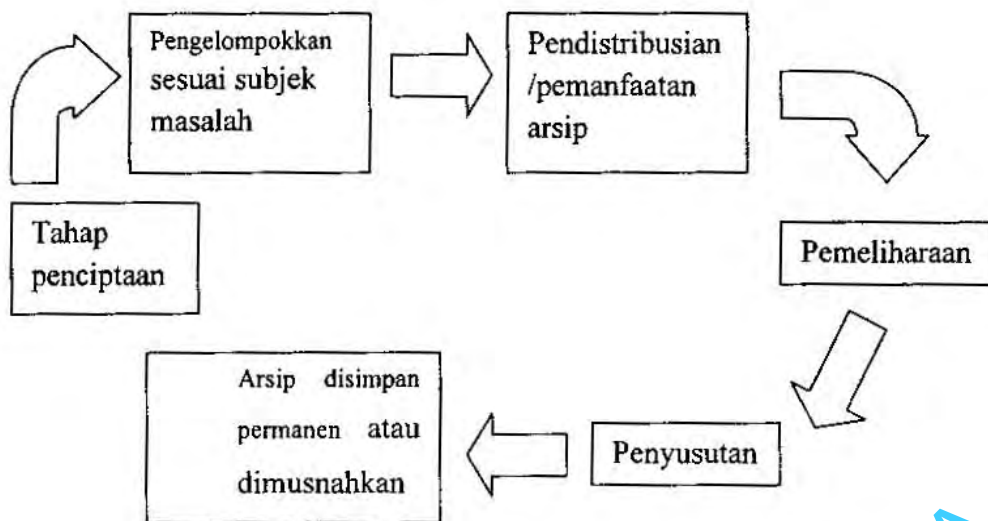 Pengelompokkan
sesuai subjek
masalah
Pendistribusian
/pemanfaatan
arsip
Tahap
penciptaan
Pemeliharaan
Arsip disimpan
permanen atau
dimusnahkan
Penyusutan